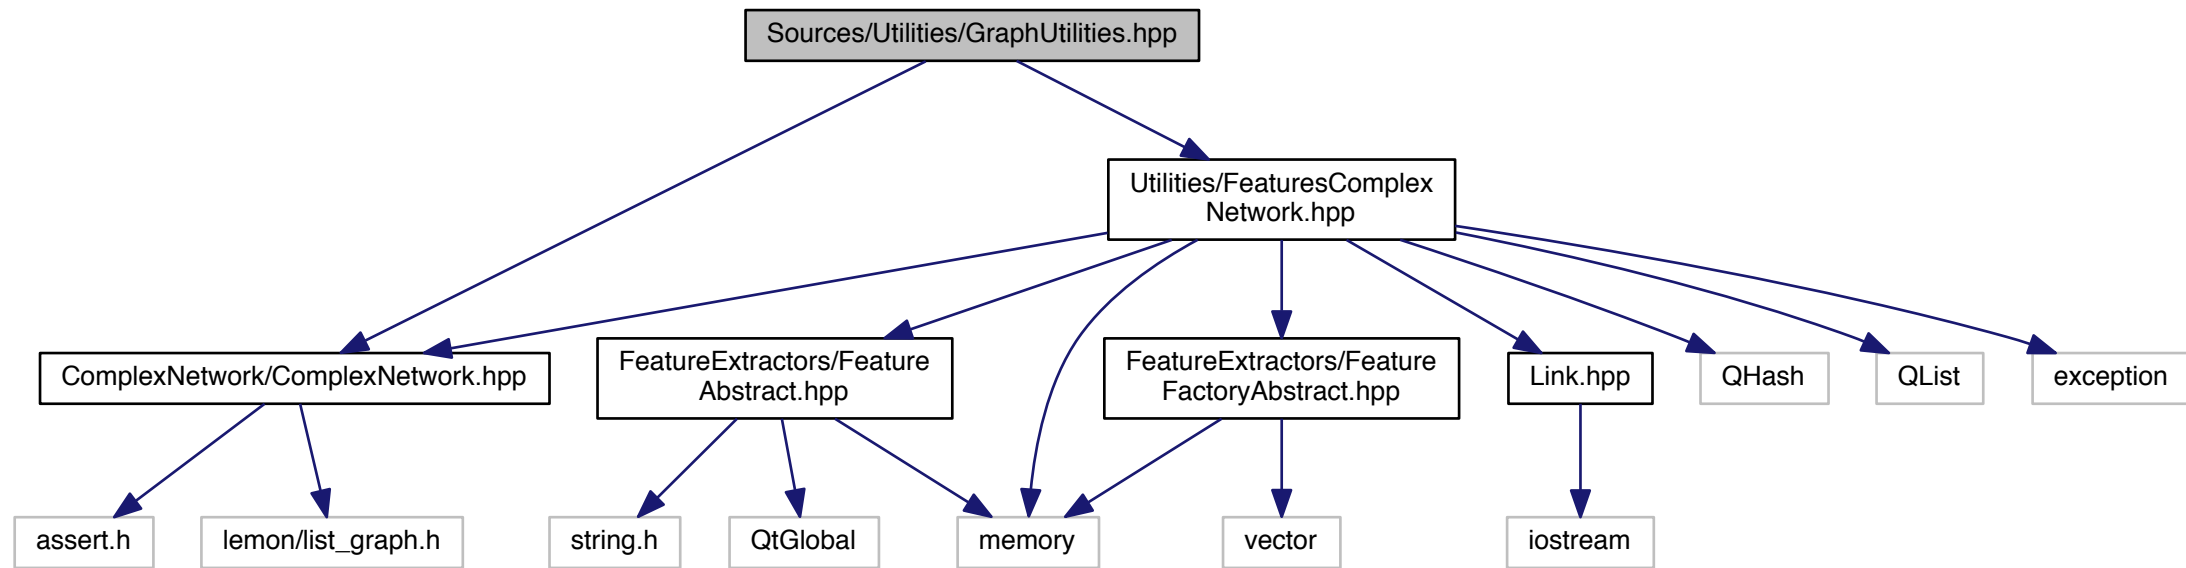 Sources/Utilities/GraphUtilities.hpp
Utilities/FeaturesComplex
Network.hpp
ComplexNetwork/ComplexNetwork.hpp
FeatureExtractors/Feature
Abstract.hpp
FeatureExtractors/Feature
FactoryAbstract.hpp
Link.hpp
QHash
QList
exception
assert.h
lemon/list_graph.h
string.h
QtGlobal
memory
vector
iostream